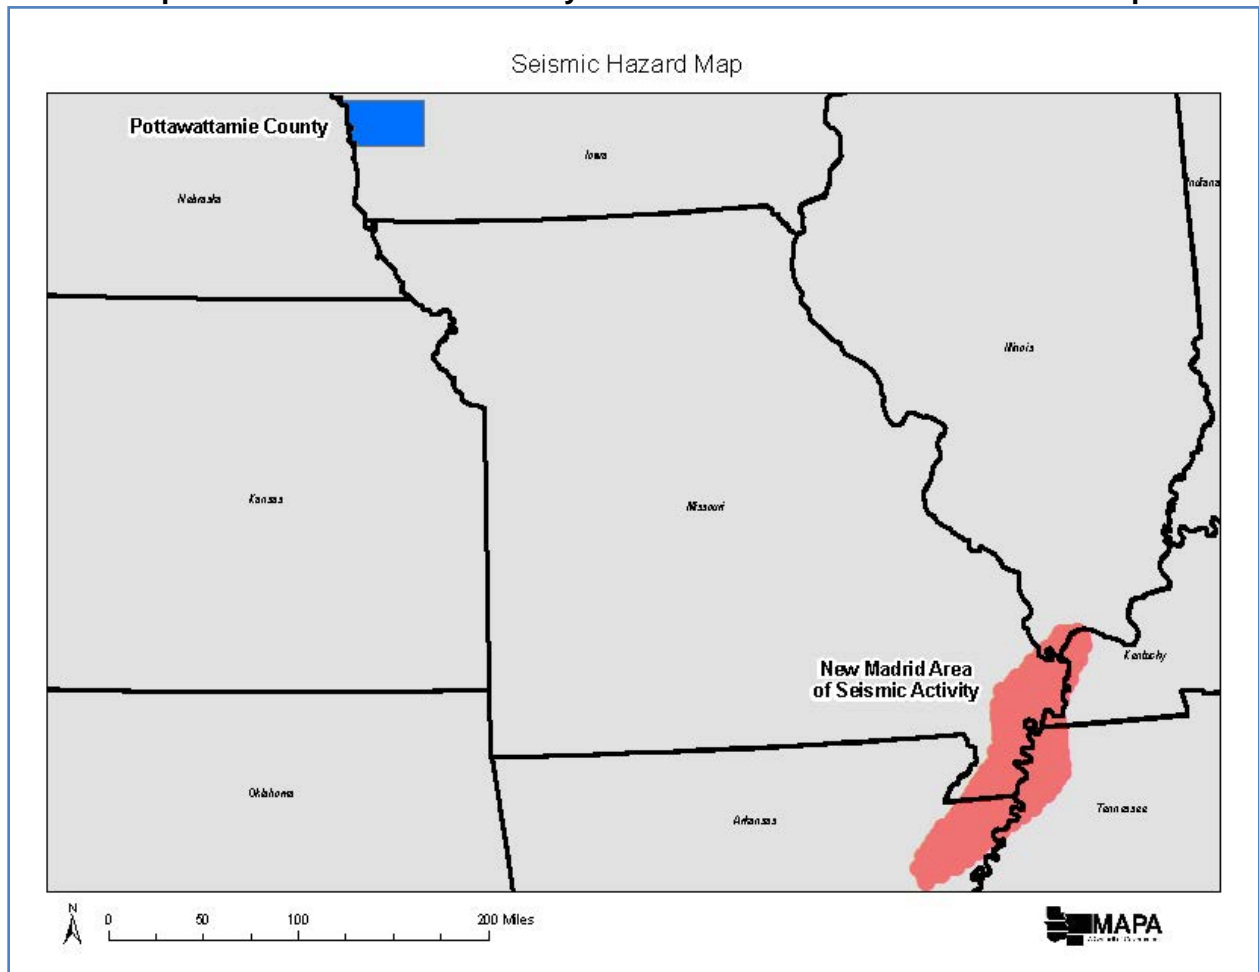 Seismic Hazard Map
Pottawattamie County
Iowa
Indiana
Nebraska
Illinois
Kansas
Missouri
New Madrid Area
of Seismic Activity
Kentucky
Oklahoma
Arkansas
Tennessee
N
0 50 100 200 Miles
MAPA